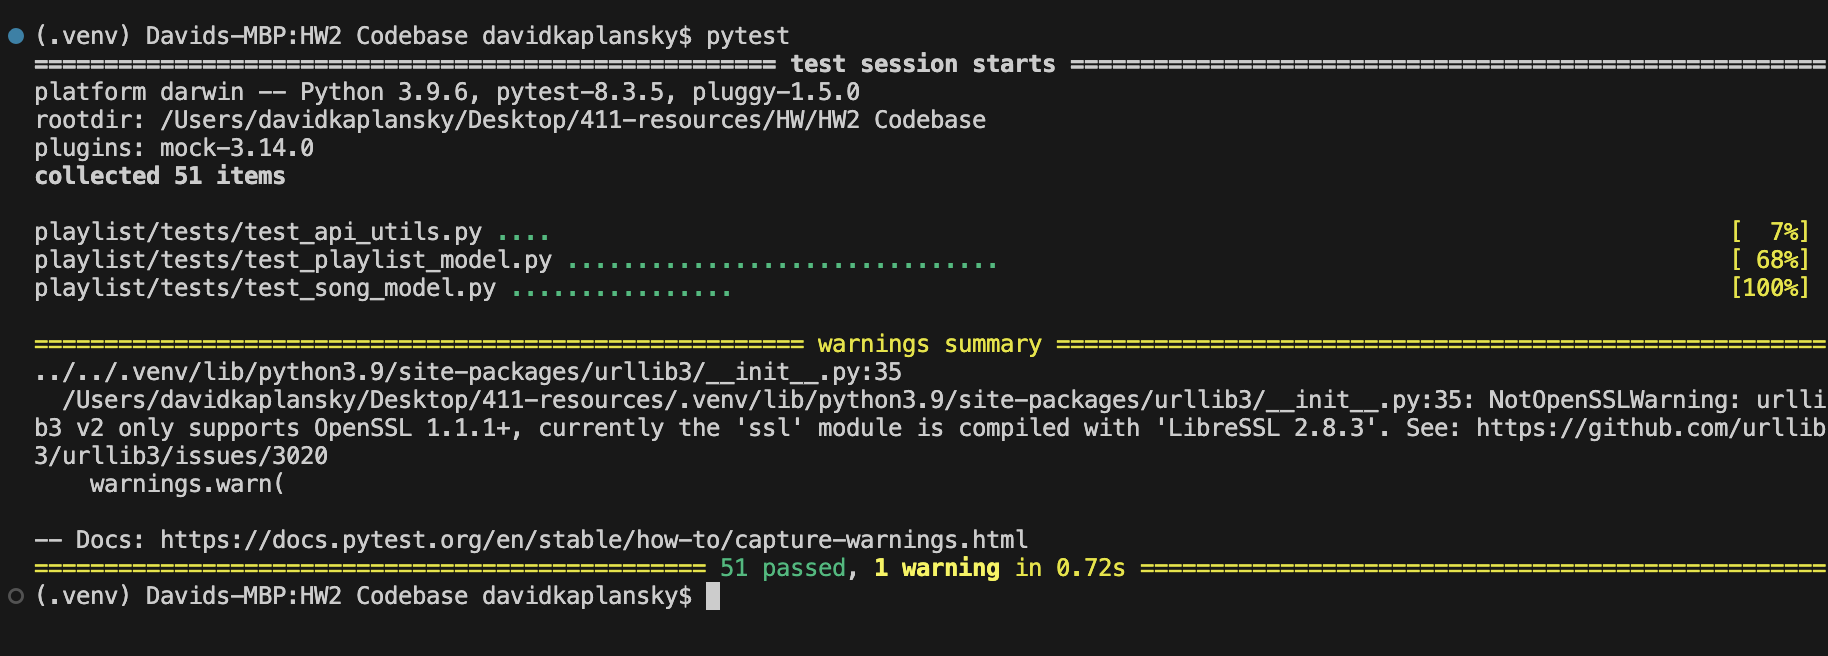 (.venv) Davids-MBP:HW2 Codebase davidkaplansky$ pytest
===================================================== test session starts ======================================================
platform darwin -- Python 3.9.6, pytest-8.3.5, pluggy-1.5.0
rootdir: /Users/davidkaplansky/Desktop/411-resources/HW/HW2 Codebase
plugins: mock-3.14.0
collected 51 items
playlist/tests/test_api_utils.py .... [  7%]
playlist/tests/test_playlist_model.py ............................... [ 68%]
playlist/tests/test_song_model.py ................ [100%]
======================================================= warnings summary =======================================================
../../.venv/lib/python3.9/site-packages/urllib3/__init__.py:35
  /Users/davidkaplansky/Desktop/411-resources/.venv/lib/python3.9/site-packages/urllib3/__init__.py:35: NotOpenSSLWarning: urlli
b3 v2 only supports OpenSSL 1.1.1+, currently the 'ssl' module is compiled with 'LibreSSL 2.8.3'. See: https://github.com/urllib
3/urllib3/issues/3020
    warnings.warn(
-- Docs: https://docs.pytest.org/en/stable/how-to/capture-warnings.html
================================================ 51 passed, 1 warning in 0.72s =================================================
(.venv) Davids-MBP:HW2 Codebase davidkaplansky$